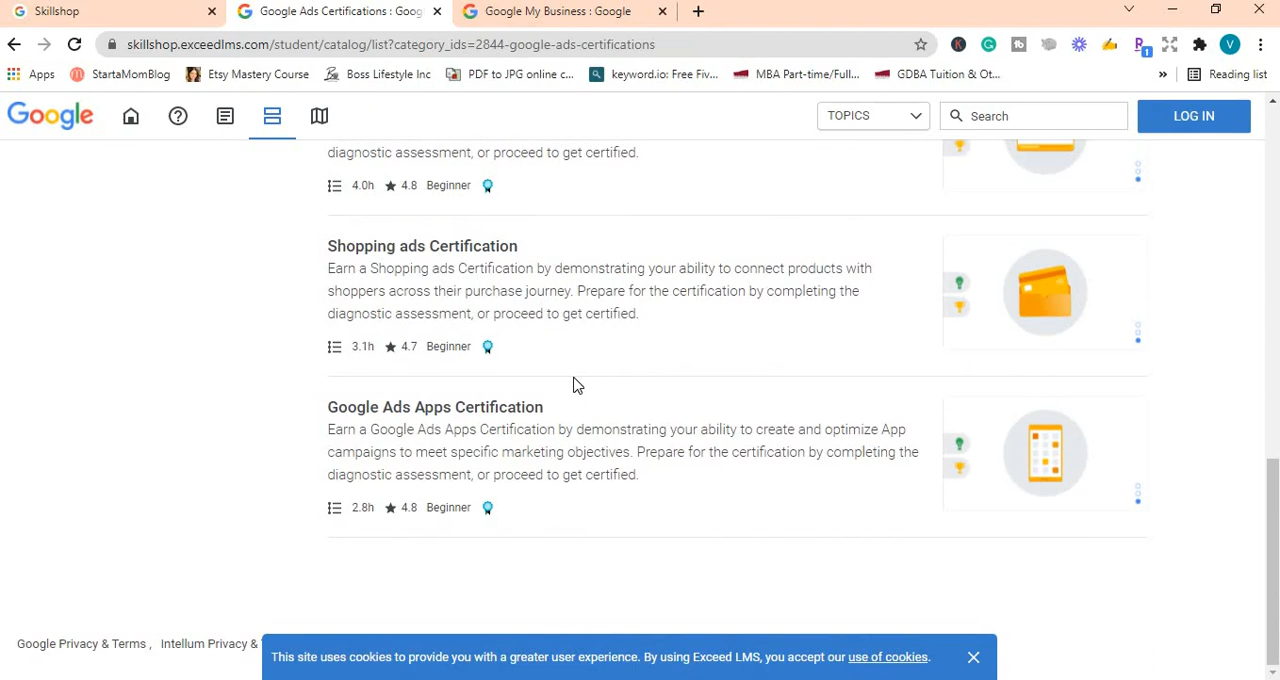 Skillshop
Google Ads Certifications : Goog
Google My Business : Google
skillshop.exceedlms.com/student/catalog/list?category_ids=2844-google-ads-certifications
Apps
StartaMomBlog
Etsy Mastery Course
Boss Lifestyle Inc
PDF to JPG online c...
keyword.io: Free Fiv...
MBA Part-time/Full...
GDBA Tuition & Ot...
Reading list
Google
TOPICS
Search
LOG IN
diagnostic assessment, or proceed to get certified.
4.0h 4.8 Beginner
Shopping ads Certification
Earn a Shopping ads Certification by demonstrating your ability to connect products with
shoppers across their purchase journey. Prepare for the certification by completing the
diagnostic assessment, or proceed to get certified.
3.1h 4.7 Beginner
Google Ads Apps Certification
Earn a Google Ads Apps Certification by demonstrating your ability to create and optimize App
campaigns to meet specific marketing objectives. Prepare for the certification by completing the
diagnostic assessment, or proceed to get certified.
2.8h 4.8 Beginner
Google Privacy & Terms , Intellum Privacy &
This site uses cookies to provide you with a greater user experience. By using Exceed LMS, you accept our use of cookies.